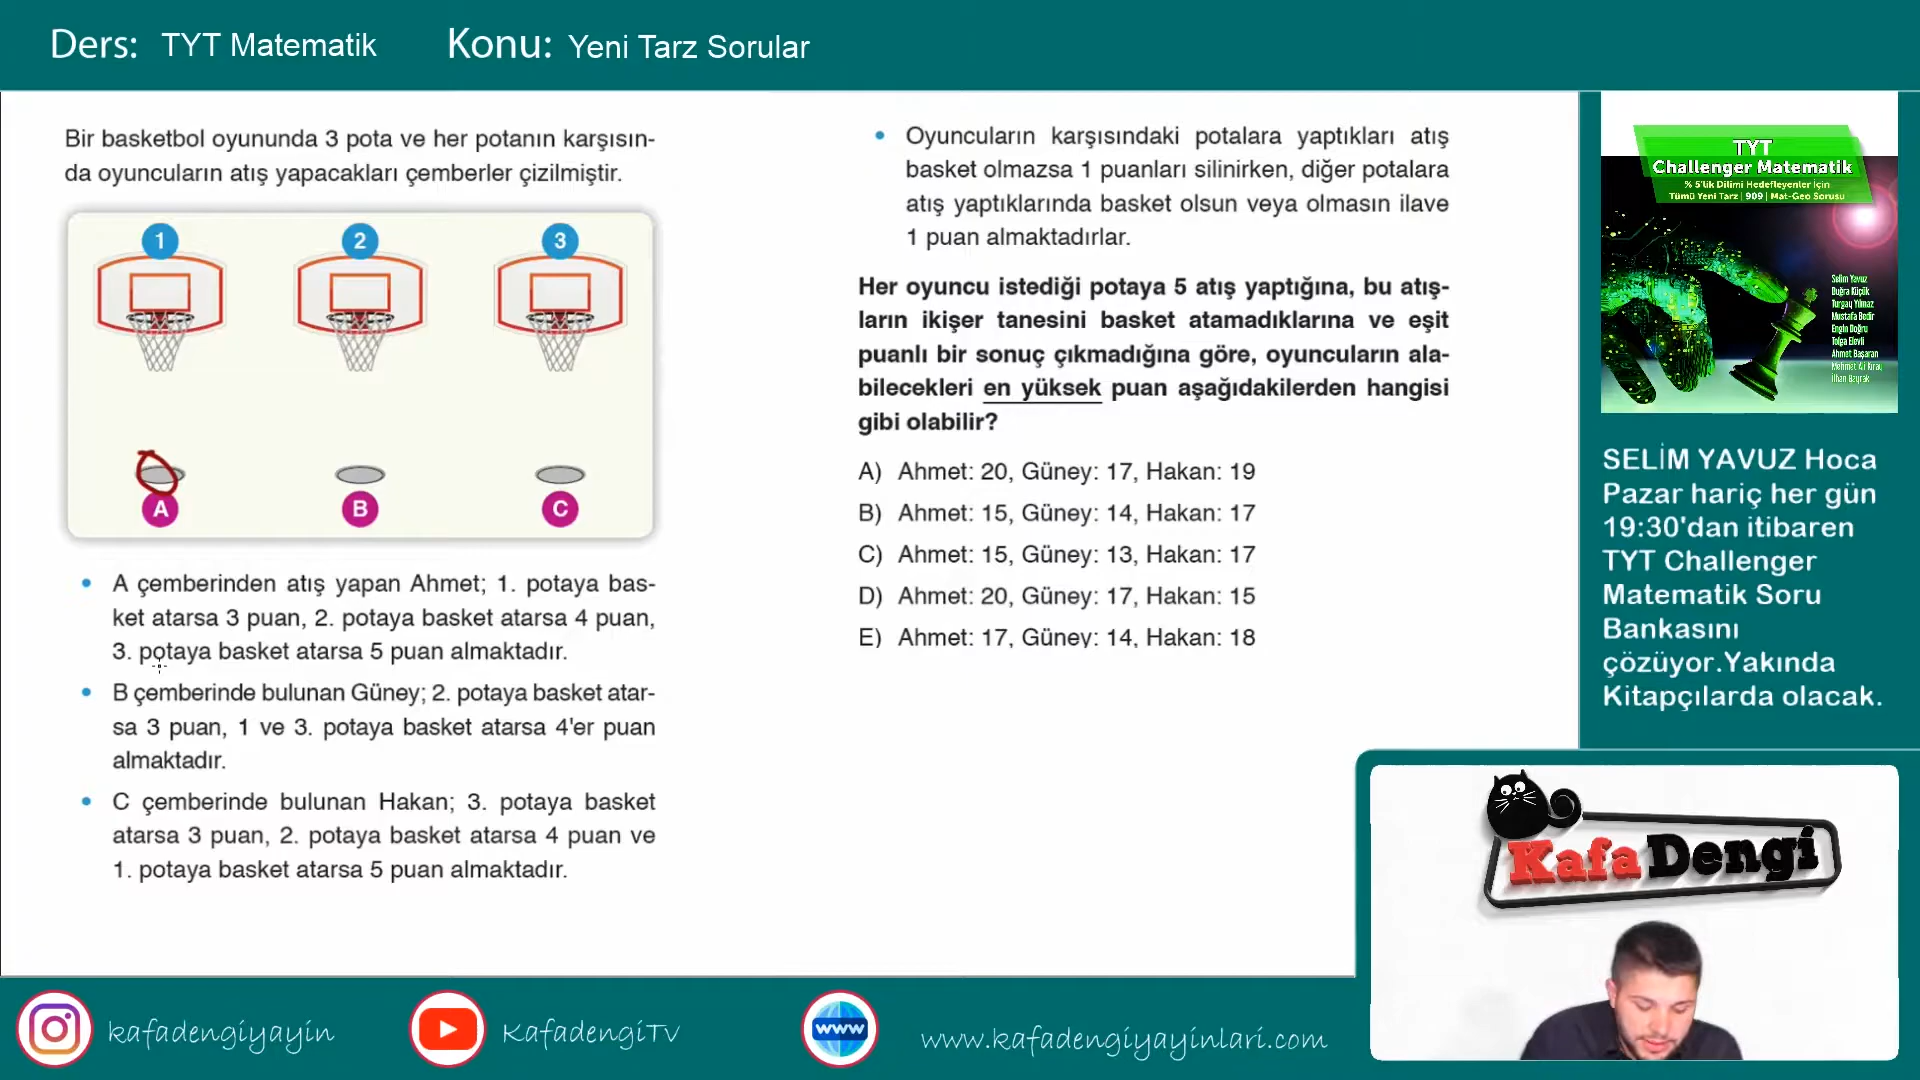 Ders: TYT Matematik Konu: Yeni Tarz Sorular
Bir basketbol oyununda 3 pota ve her potanın karşısın-
da oyuncuların atış yapacakları çemberler çizilmiştir.
1 2 3
A B C
• A çemberinden atış yapan Ahmet; 1. potaya bas-
ket atarsa 3 puan, 2. potaya basket atarsa 4 puan,
3. potaya basket atarsa 5 puan almaktadır.
• B çemberinde bulunan Güney; 2. potaya basket atar-
sa 3 puan, 1 ve 3. potaya basket atarsa 4'er puan
almaktadır.
• C çemberinde bulunan Hakan; 3. potaya basket
atarsa 3 puan, 2. potaya basket atarsa 4 puan ve
1. potaya basket atarsa 5 puan almaktadır.
• Oyuncuların karşısındaki potalara yaptıkları atış
basket olmazsa 1 puanları silinirken, diğer potalara
atış yaptıklarında basket olsun veya olmasın ilave
1 puan almaktadırlar.
Her oyuncu istediği potaya 5 atış yaptığına, bu atış-
ların ikişer tanesini basket atamadıklarına ve eşit
puanlı bir sonuç çıkmadığına göre, oyuncuların ala-
bilecekleri en yüksek puan aşağıdakilerden hangisi
gibi olabilir?
A) Ahmet: 20, Güney: 17, Hakan: 19
B) Ahmet: 15, Güney: 14, Hakan: 17
C) Ahmet: 15, Güney: 13, Hakan: 17
D) Ahmet: 20, Güney: 17, Hakan: 15
E) Ahmet: 17, Güney: 14, Hakan: 18
TYT
Challenger Matematik
% 5'lik Dilimi Hedefleyenler İçin
Tümü Yeni Tarz | 909 | Mat-Geo Sorusu
Selim Yavuz
Buğra Küçük
Turgay Yılmaz
Mustafa Bedir
Engin Doğru
Tolga Elevli
Ahmet Başaran
Mehmet Ali Kıraç
İlhan Bayrak
SELİM YAVUZ Hoca
Pazar hariç her gün
19:30'dan itibaren
TYT Challenger
Matematik Soru
Bankasını
çözüyor.Yakında
Kitapçılarda olacak.
KafaDengi
kafadengiyayin KafadengiTv www www.kafadengiyayinlari.com